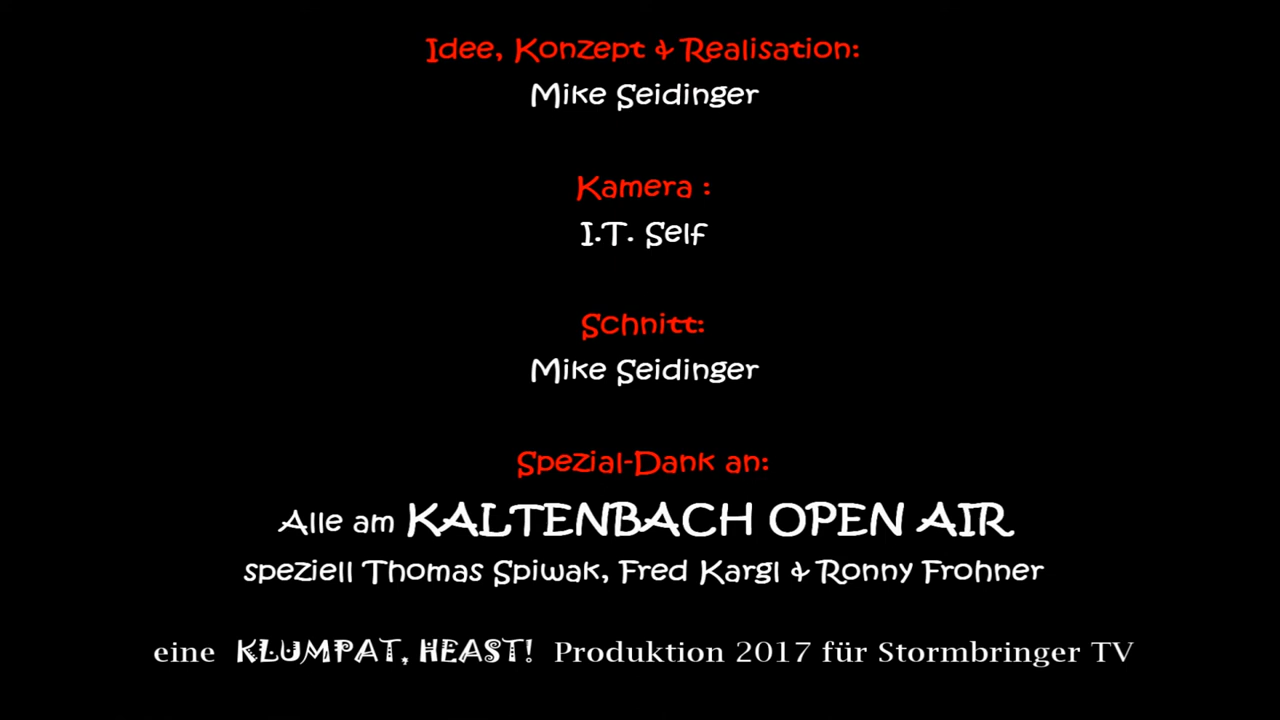 Idee, Konzept & Realisation:
Mike Seidinger
Kamera :
I.T. Self
Schnitt:
Mike Seidinger
Spezial-Dank an:
Alle am KALTENBACH OPEN AIR
speziell Thomas Spiwak, Fred Kargl & Ronny Frohner
eine KLUMPAT, HEAST! Produktion 2017 für Stormbringer TV